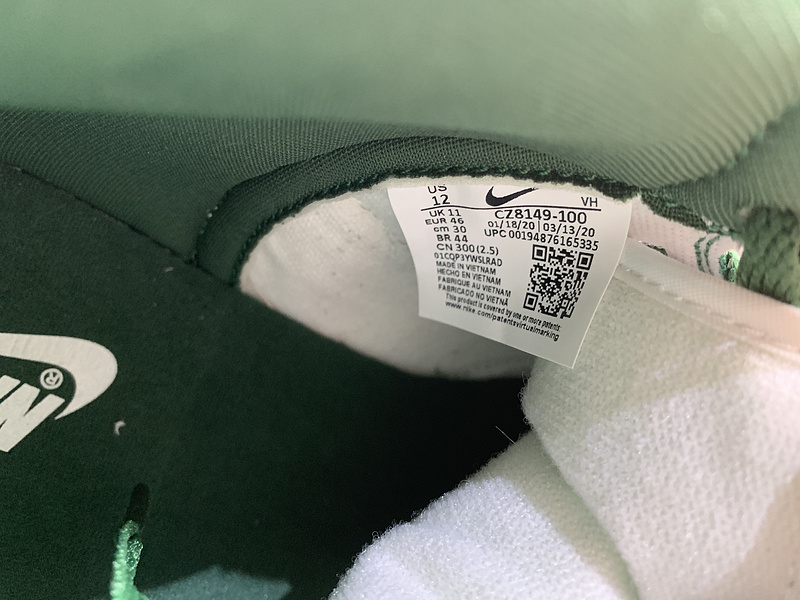 US
12
VH
UK 11
EUR 46
cm 30
BR 44
CN 300 (2.5)
CZ8149-100
01/18/20 | 03/13/20
UPC 00194876165335
01CQP3YWSLRAD
MADE IN VIETNAM
HECHO EN VIETNAM
FABRIQUE AU VIETNAM
FABRICADO NO VIETNÃ
This product is covered by one or more patents:
www.nike.com/patentsvirtualmarking
®